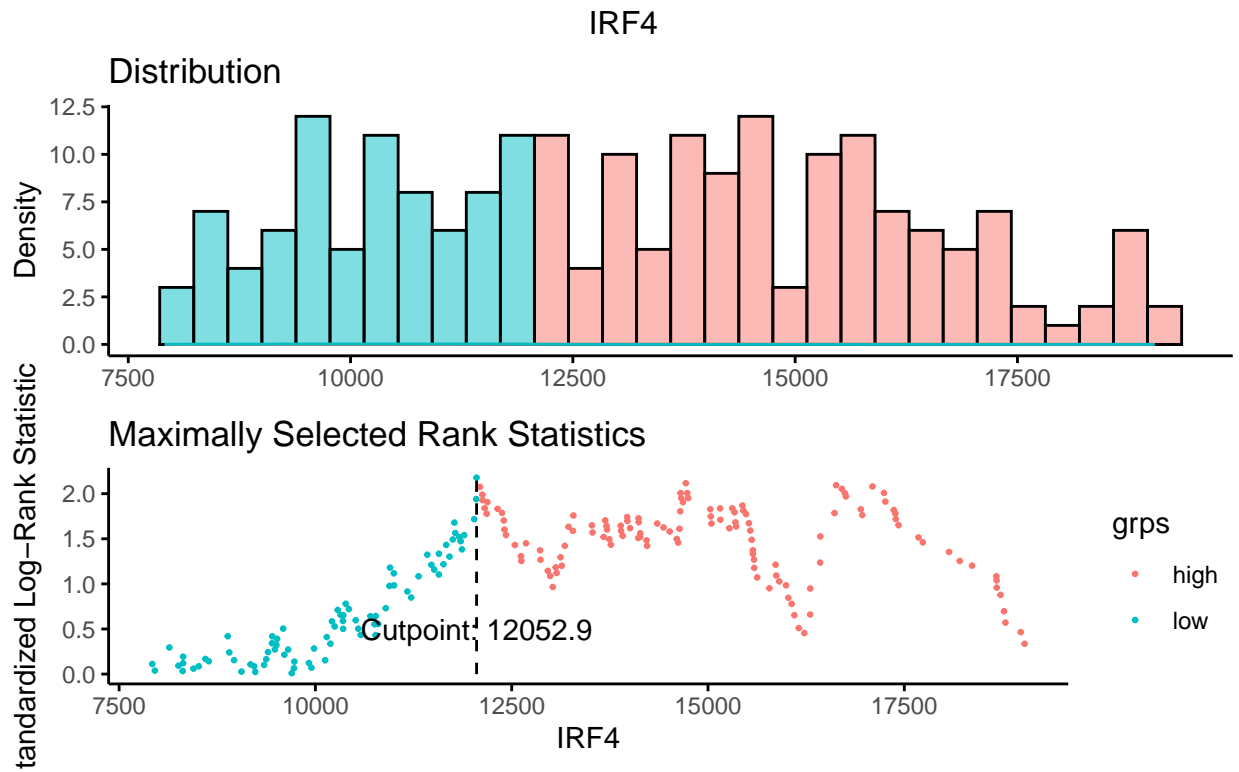 IRF4
Distribution
Density
12.5
10.0
7.5
5.0
2.5
0.0
7500 10000 12500 15000 17500
Maximally Selected Rank Statistics
tandardized Log−Rank Statistic
2.0
1.5
1.0
0.5
0.0
Cutpoint: 12052.9
7500 10000 12500 15000 17500
IRF4
grps
high
low